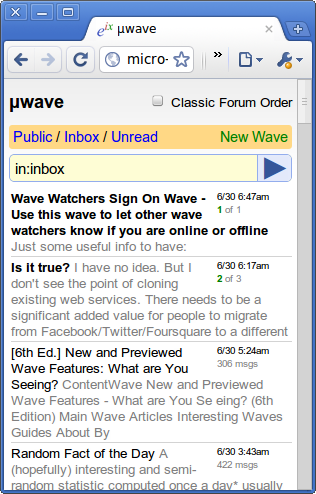 eix μwave
micro-
»
μwave
Classic Forum Order
Public / Inbox / Unread
New Wave
in:inbox
Wave Watchers Sign On Wave - 6/30 6:47am
Use this wave to let other wave 1 of 1
watchers know if you are online or offline
Just some useful info to have:
Is it true? I have no idea. But I 6/30 6:17am
don't see the point of cloning 2 of 3
existing web services. There needs to be a
significant added value for people to migrate
from Facebook/Twitter/Foursquare to a different
[6th Ed.] New and Previewed 6/30 5:24am
Wave Features: What are You 306 msgs
Seeing? ContentWave New and Previewed
Wave Features - What are You Se eing? (6th
Edition) Main Wave Articles Interesting Waves
Guides About By
Random Fact of the Day A 6/30 3:43am
(hopefully) interesting and semi- 422 msgs
random statistic computed once a day* usually